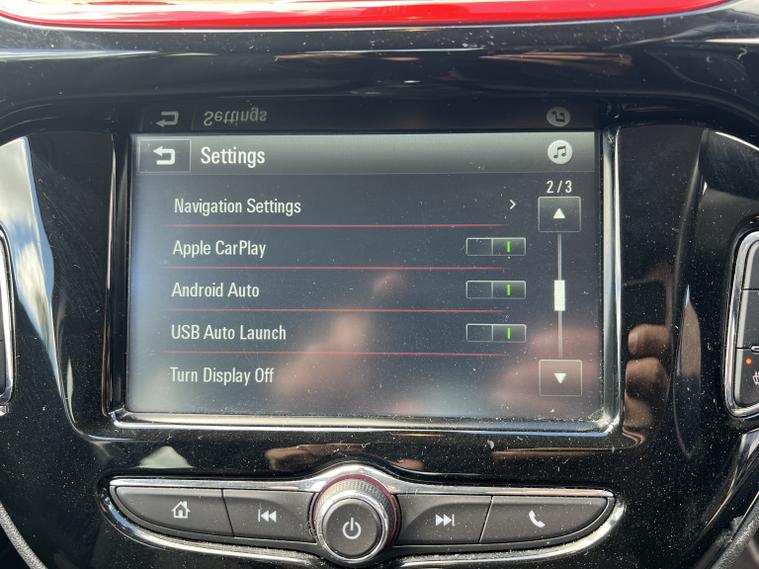 Settings
2/3
Navigation Settings
Apple CarPlay
Android Auto
USB Auto Launch
Turn Display Off